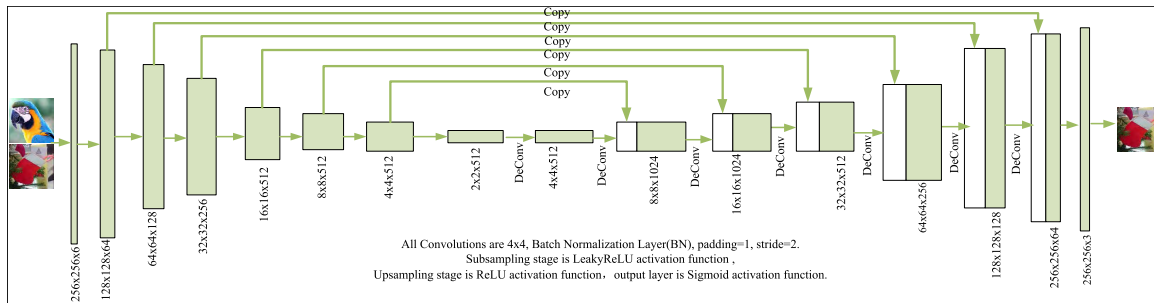 Copy
Copy
Copy
Copy
Copy
Copy
256x256x6
128x128x64
64x64x128
32x32x256
16x16x512
8x8x512
4x4x512
2x2x512
DeConv
4x4x512
DeConv
8x8x1024
DeConv
16x16x1024
DeConv
32x32x512
DeConv
64x64x256
DeConv
128x128x128
DeConv
256x256x64
256x256x3
All Convolutions are 4x4, Batch Normalization Layer(BN), padding=1, stride=2.
Subsampling stage is LeakyReLU activation function ,
Upsampling stage is ReLU activation function，output layer is Sigmoid activation function.